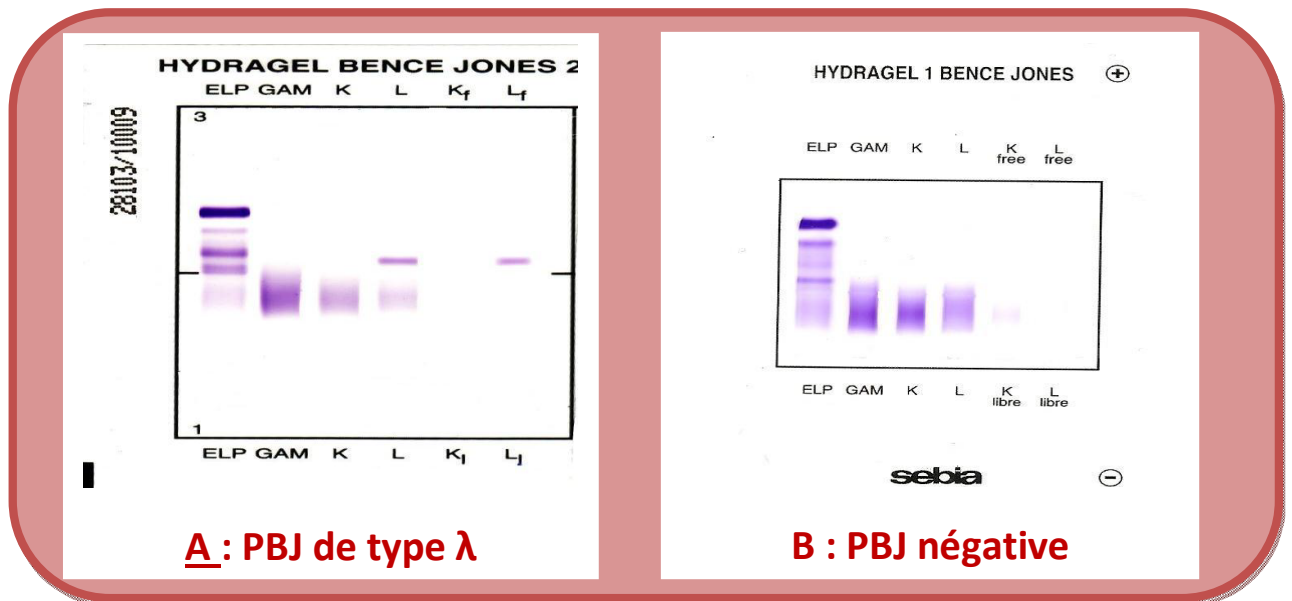 HYDRAGEL BENCE JONES 2
ELP GAM K L Kf Lf
28103/10009
3
1
ELP GAM K L Kl Ll
A : PBJ de type λ
HYDRAGEL 1 BENCE JONES +
ELP GAM K L K free L free
ELP GAM K L K libre L libre
sebia −
B : PBJ négative